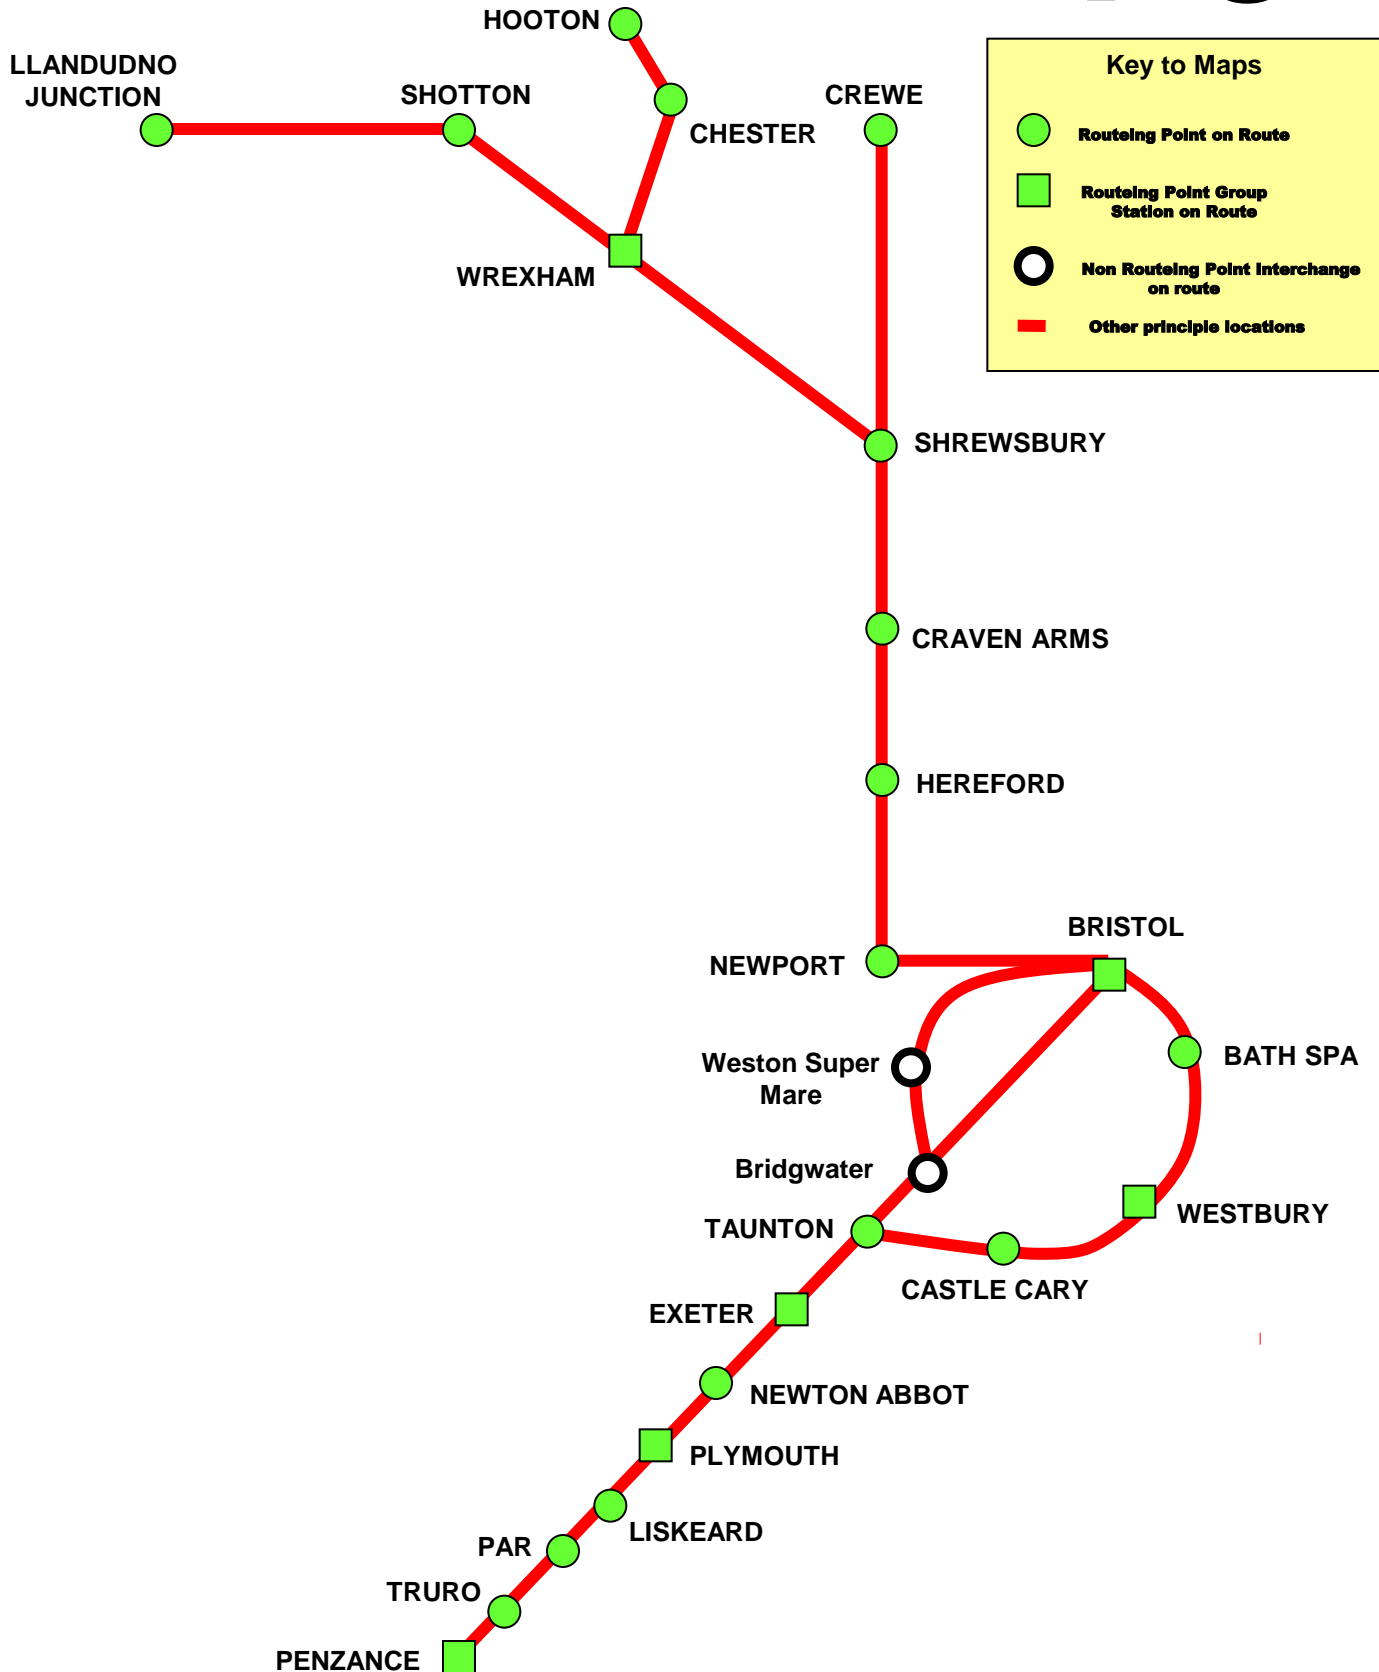 HOOTON
LLANDUDNO
JUNCTION
SHOTTON
CREWE
CHESTER
WREXHAM
Key to Maps
Routeing Point on Route
Routeing Point Group
Station on Route
Non Routeing Point Interchange
on route
Other principle locations
SHREWSBURY
CRAVEN ARMS
HEREFORD
BRISTOL
NEWPORT
Weston Super
Mare
BATH SPA
Bridgwater
WESTBURY
TAUNTON
CASTLE CARY
EXETER
NEWTON ABBOT
PLYMOUTH
LISKEARD
PAR
TRURO
PENZANCE